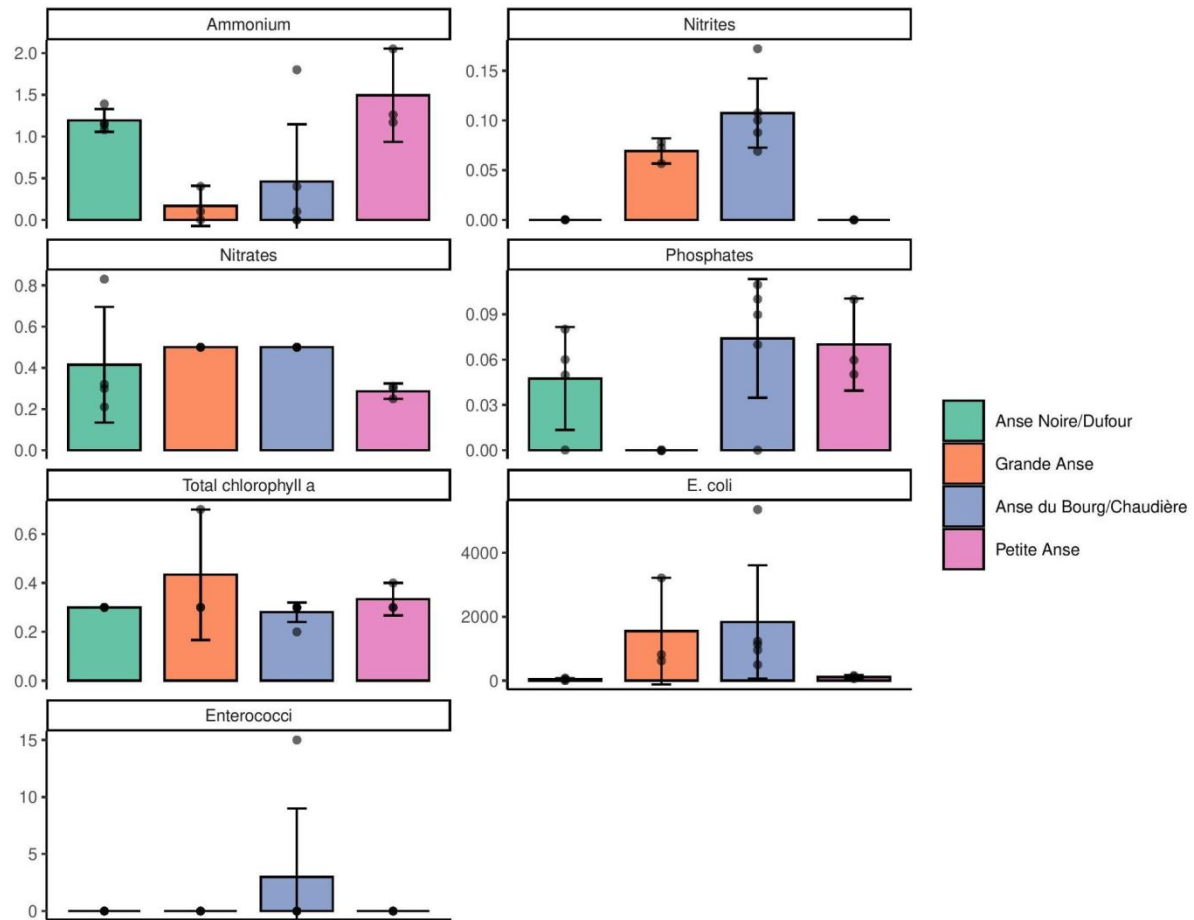 Ammonium
2.0
1.5
1.0
0.5
0.0
Nitrites
0.15
0.10
0.05
0.00
Nitrates
0.8
0.6
0.4
0.2
0.0
Phosphates
0.09
0.06
0.03
0.00
Total chlorophyll a
0.6
0.4
0.2
0.0
E. coli
4000
2000
0
Enterococci
15
10
5
0
Anse Noire/Dufour
Grande Anse
Anse du Bourg/Chaudière
Petite Anse